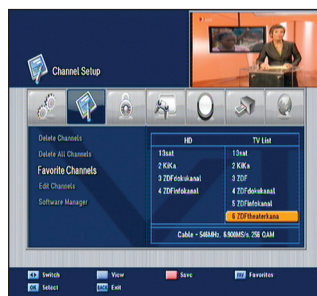 Channel Setup
Delete Channels
Delete All Channels
Favorite Channels
Edit Channels
Software Manager
HD
1 3sat
2 KiKa
3 ZDFdokukanal
4 ZDFinfokanal
TV List
1 3sat
2 KiKa
3 ZDF
4 ZDFdokukanal
5 ZDFinfokanal
6 ZDFtheaterkana
Cable - 546MHz, 6.900MS/s, 256 QAM
Switch
View
Save
FAV Favorites
OK Select
BACK Exit